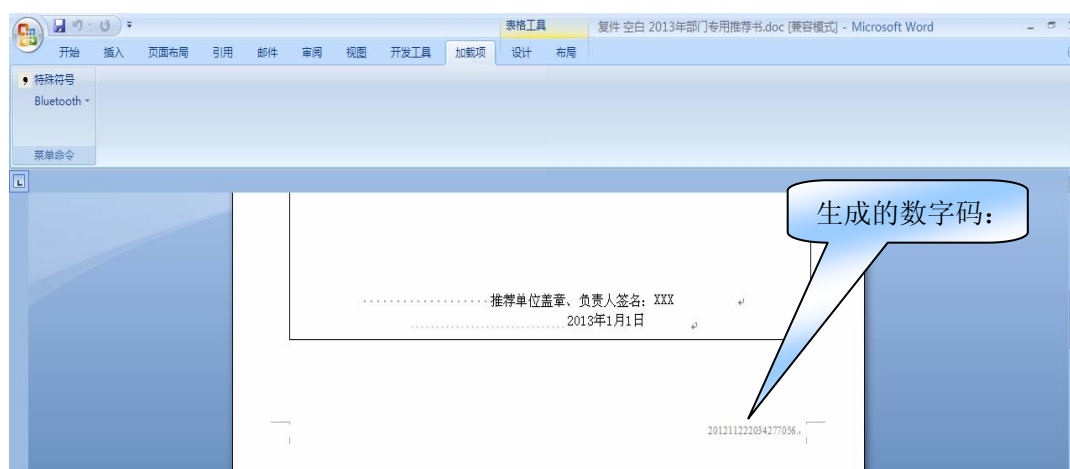 表格工具
复件 空白 2013年部门专用推荐书.doc [兼容模式] - Microsoft Word
开始 插入 页面布局 引用 邮件 审阅 视图 开发工具 加载项 设计 布局
特殊符号
Bluetooth
菜单命令
生成的数字码：
推荐单位盖章、负责人签名：XXX
2013年1月1日
201211222034277056